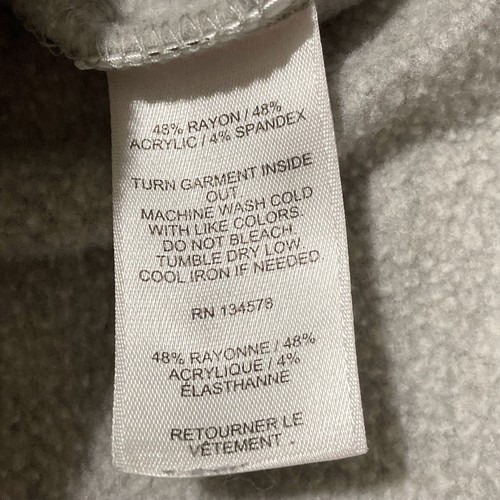 48% RAYON / 48%
ACRYLIC / 4% SPANDEX
TURN GARMENT INSIDE
OUT
MACHINE WASH COLD
WITH LIKE COLORS.
DO NOT BLEACH.
TUMBLE DRY LOW.
COOL IRON IF NEEDED.
RN 134578
48% RAYONNE / 48%
ACRYLIQUE / 4%
ÉLASTHANNE
RETOURNER LE
VÊTEMENT -